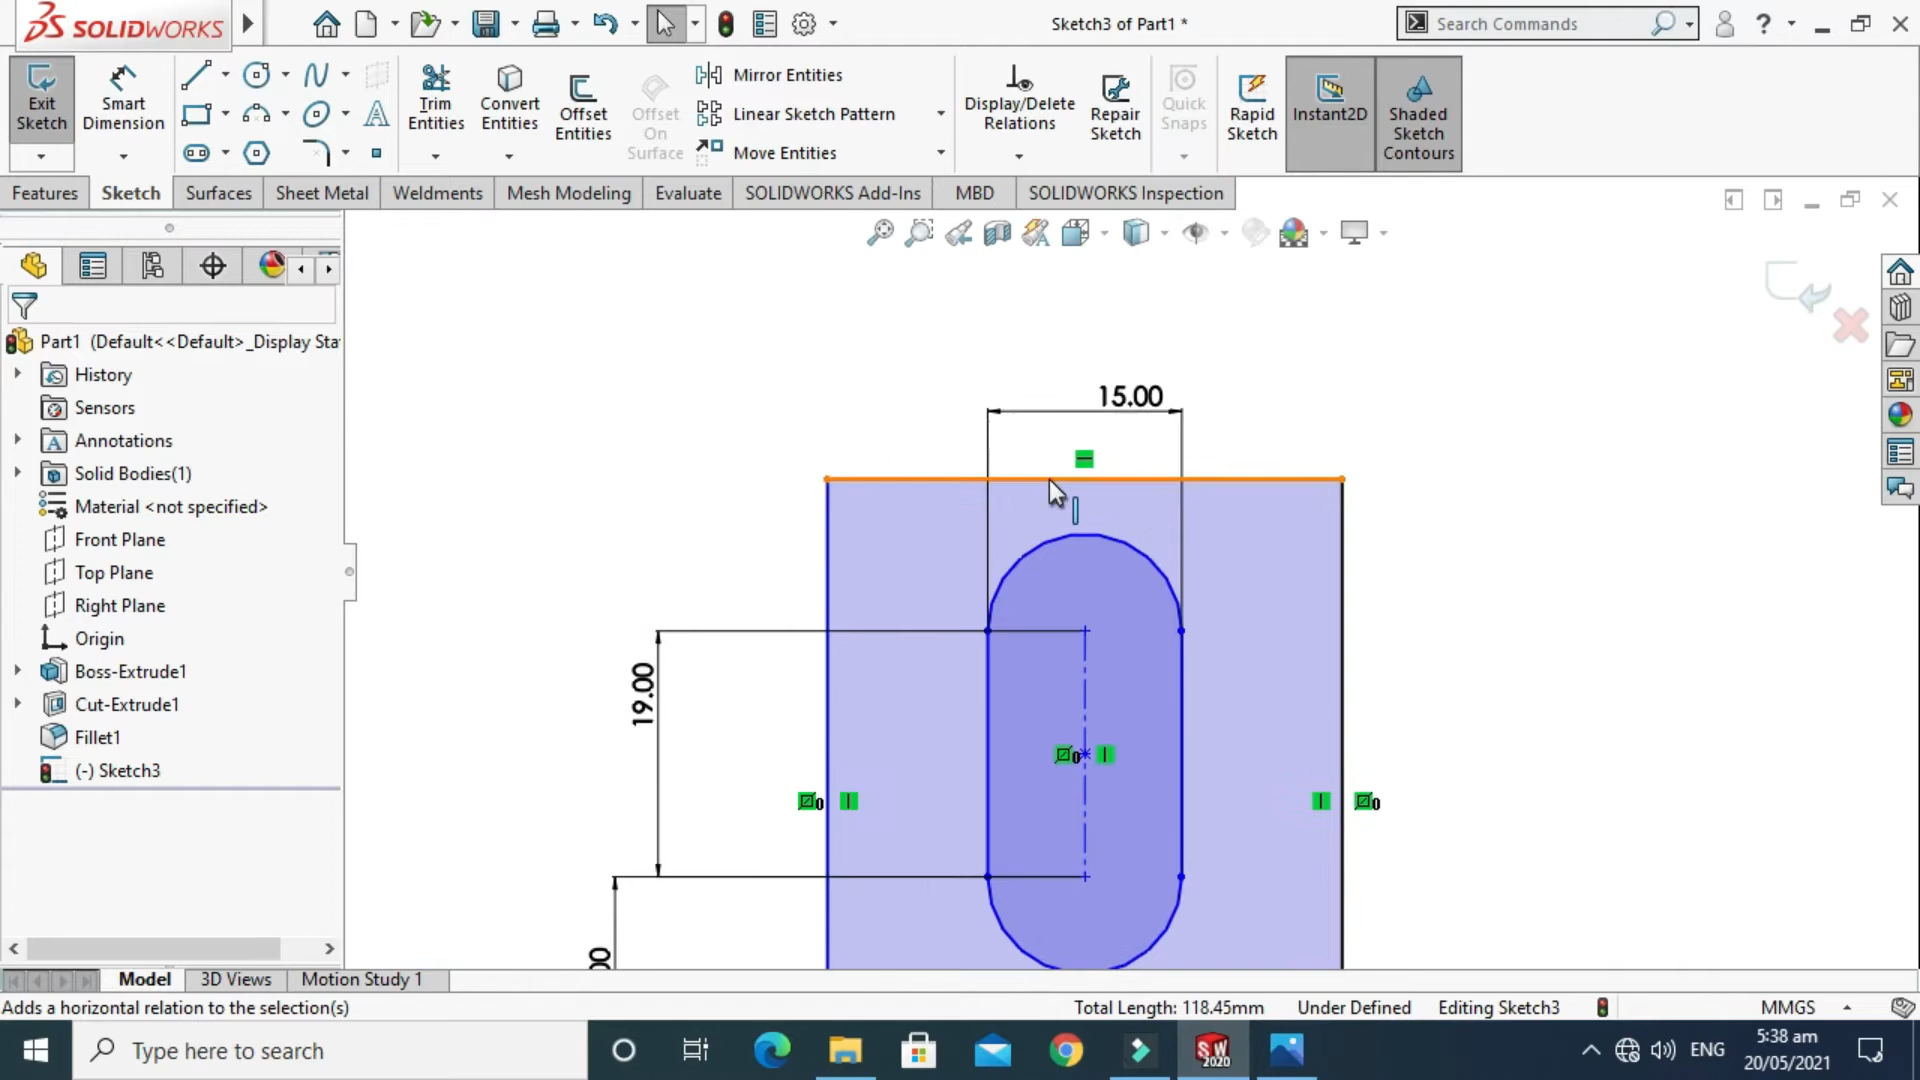 SOLIDWORKS
Sketch3 of Part1 *
Search Commands
Exit Sketch
Smart Dimension
Trim Entities
Convert Entities
Offset Entities
Offset On Surface
Mirror Entities
Linear Sketch Pattern
Move Entities
Display/Delete Relations
Repair Sketch
Quick Snaps
Rapid Sketch
Instant2D
Shaded Sketch Contours
Features
Sketch
Surfaces
Sheet Metal
Weldments
Mesh Modeling
Evaluate
SOLIDWORKS Add-Ins
MBD
SOLIDWORKS Inspection
Part1 (Default<<Default>_Display Sta
History
Sensors
Annotations
Solid Bodies(1)
Material <not specified>
Front Plane
Top Plane
Right Plane
Origin
Boss-Extrude1
Cut-Extrude1
Fillet1
(-) Sketch3
15.00
19.00
00
0
0
0
Model
3D Views
Motion Study 1
Adds a horizontal relation to the selection(s)
Total Length: 118.45mm
Under Defined
Editing Sketch3
MMGS
Type here to search
SW
2020
ENG
5:38 am
20/05/2021